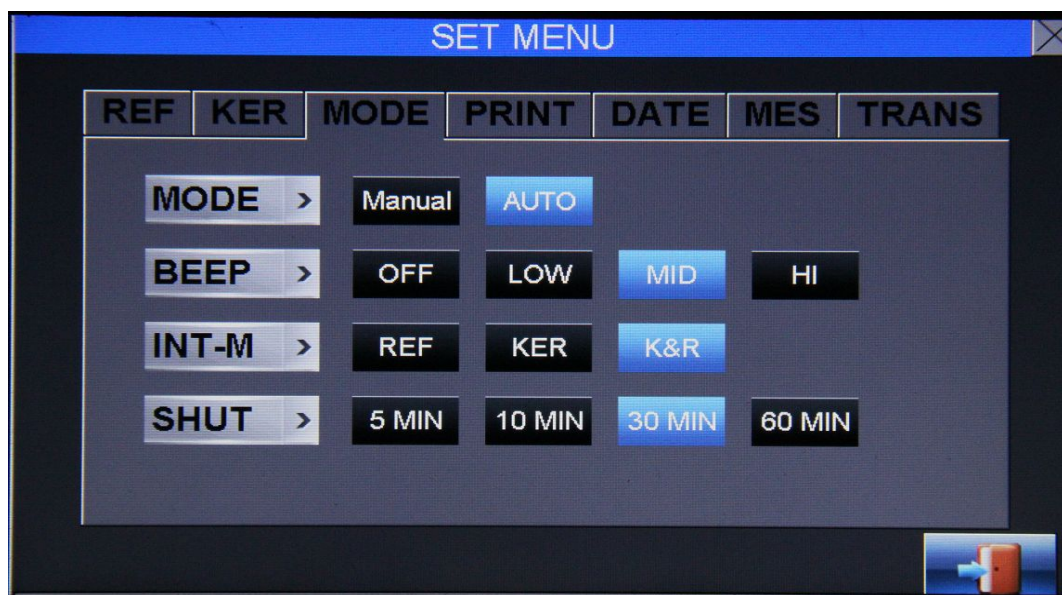 SET MENU
REF KER MODE PRINT DATE MES TRANS
MODE > Manual AUTO
BEEP > OFF LOW MID HI
INT-M > REF KER K&R
SHUT > 5 MIN 10 MIN 30 MIN 60 MIN